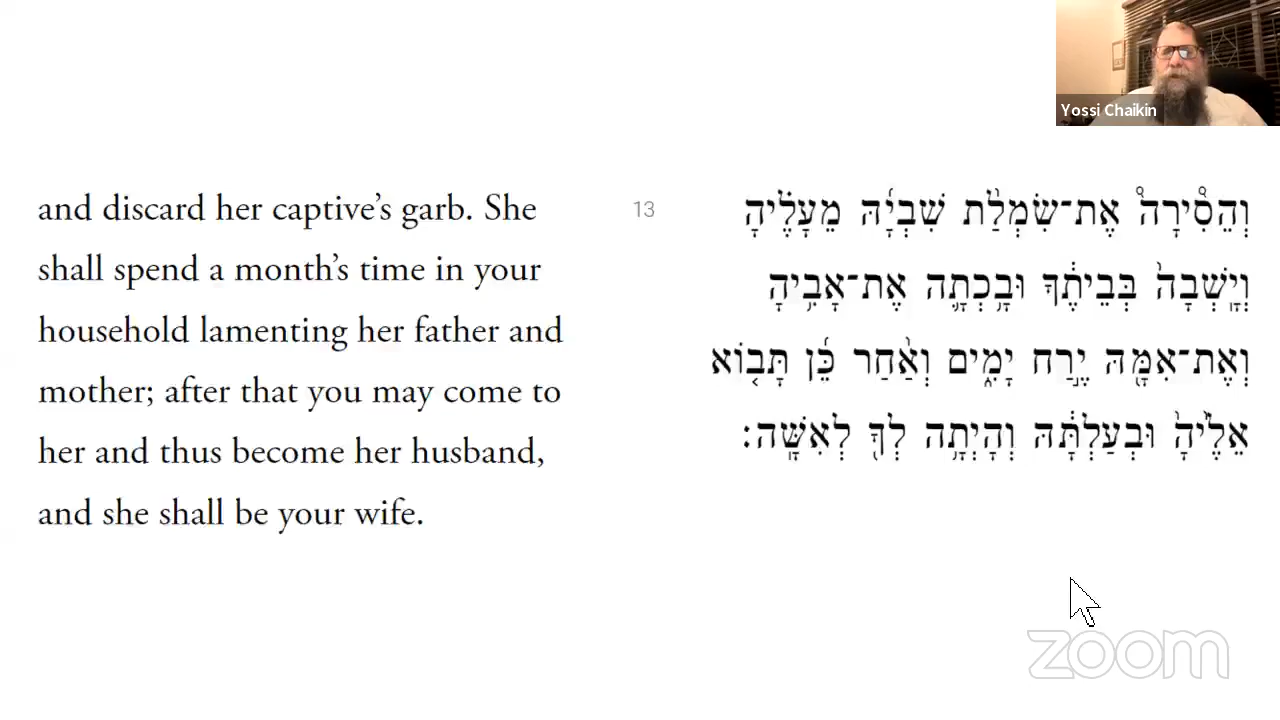 Yossi Chaikin
and discard her captive’s garb. She
shall spend a month’s time in your
household lamenting her father and
mother; after that you may come to
her and thus become her husband,
and she shall be your wife.
13
וְהֵסִ֩ירָה֩ אֶת־שִׂמְלַ֨ת שִׁבְיָ֜הּ מֵעָלֶ֗יהָ
וְיָֽשְׁבָה֙ בְּבֵיתֶ֔ךָ וּבָ֥כְתָ֛ה אֶת־אָבִ֥יהָ
וְאֶת־אִמָּ֖הּ יֶ֣רַח יָמִ֑ים וְאַ֨חַר כֵּ֜ן תָּב֤וֹא
אֵלֶ֙יהָ֙ וּבְעַלְתָּ֔הּ וְהָיְתָ֥ה לְךָ֖ לְאִשָּֽׁה׃
zoom